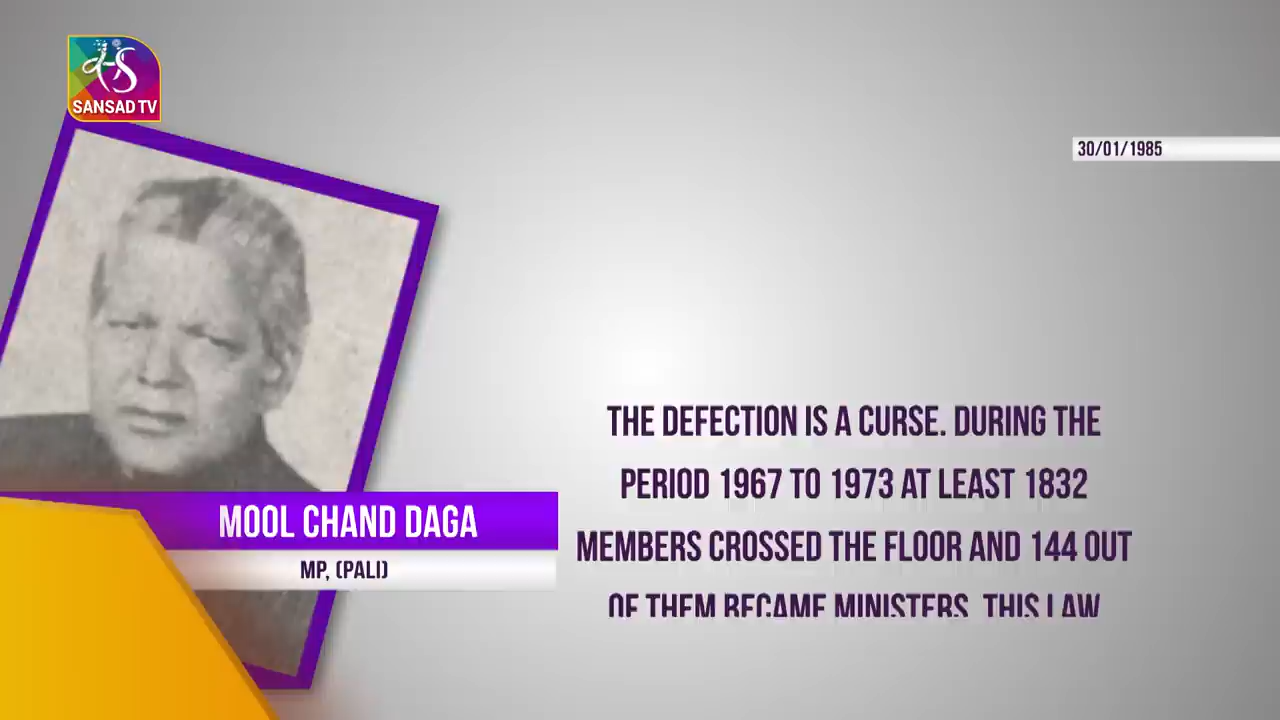 SANSAD TV
30/01/1985
THE DEFECTION IS A CURSE. DURING THE
PERIOD 1967 TO 1973 AT LEAST 1832
MEMBERS CROSSED THE FLOOR AND 144 OUT
OF THEM BECAME MINISTERS. THIS LAW
MOOL CHAND DAGA
MP, (PALI)